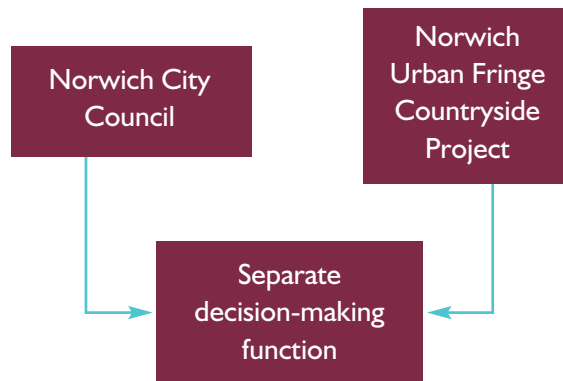 Norwich City
Council
Norwich
Urban Fringe
Countryside
Project
Separate
decision-making
function